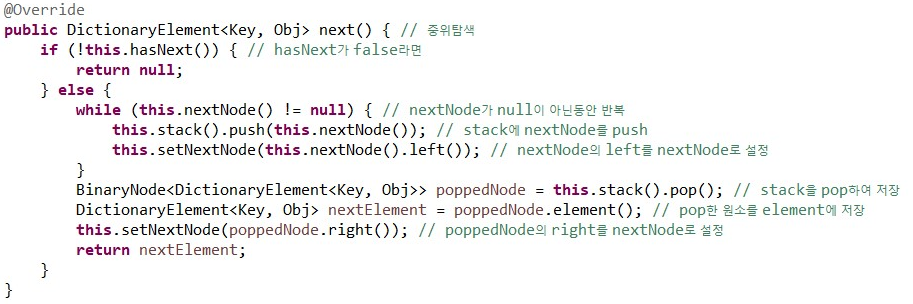 @Override
public DictionaryElement<Key, Obj> next() { // 중위탐색
    if (!this.hasNext()) { // hasNext가 false라면
        return null;
    } else {
        while (this.nextNode() != null) { // nextNode가 null이 아닌동안 반복
            this.stack().push(this.nextNode()); // stack에 nextNode를 push
            this.setNextNode(this.nextNode().left()); // nextNode의 left를 nextNode로 설정
        }
        BinaryNode<DictionaryElement<Key, Obj>> poppedNode = this.stack().pop(); // stack을 pop하여 저장
        DictionaryElement<Key, Obj> nextElement = poppedNode.element(); // pop한 원소를 element에 저장
        this.setNextNode(poppedNode.right()); // poppedNode의 right를 nextNode로 설정
        return nextElement;
    }
}